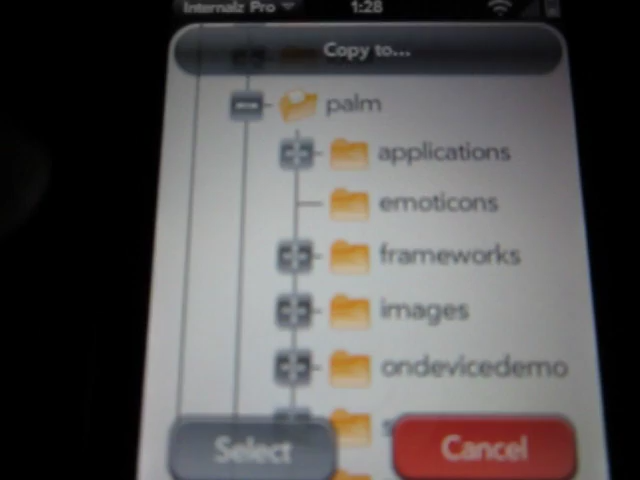 Internalz Pro 1:28
Copy to...
palm
applications
emoticons
frameworks
images
ondevicedemo
s
Select Cancel